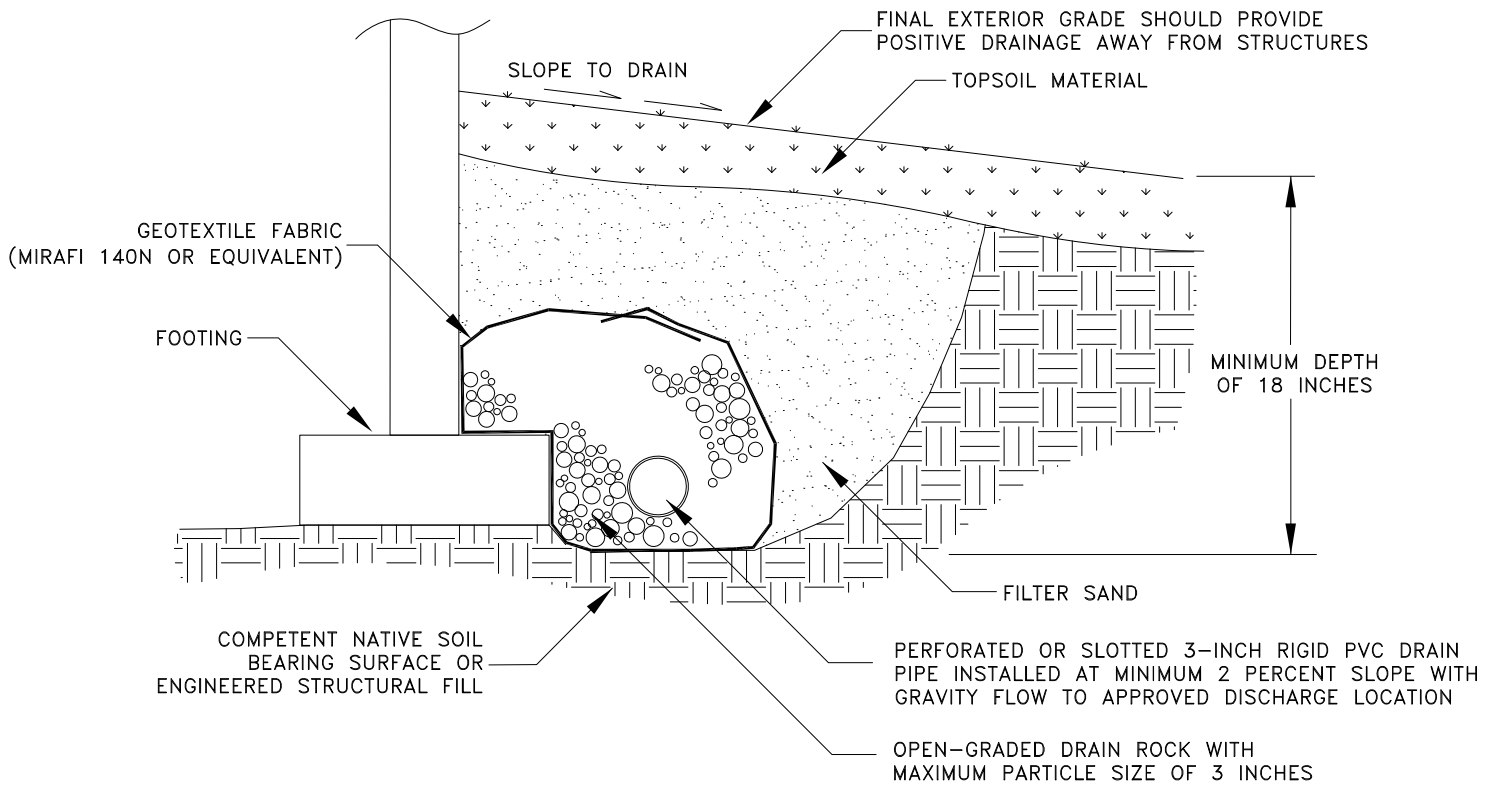 FINAL EXTERIOR GRADE SHOULD PROVIDE
POSITIVE DRAINAGE AWAY FROM STRUCTURES
SLOPE TO DRAIN
TOPSOIL MATERIAL
GEOTEXTILE FABRIC
(MIRAFI 140N OR EQUIVALENT)
FOOTING
MINIMUM DEPTH
OF 18 INCHES
FILTER SAND
COMPETENT NATIVE SOIL
BEARING SURFACE OR
ENGINEERED STRUCTURAL FILL
PERFORATED OR SLOTTED 3-INCH RIGID PVC DRAIN
PIPE INSTALLED AT MINIMUM 2 PERCENT SLOPE WITH
GRAVITY FLOW TO APPROVED DISCHARGE LOCATION
OPEN-GRADED DRAIN ROCK WITH
MAXIMUM PARTICLE SIZE OF 3 INCHES